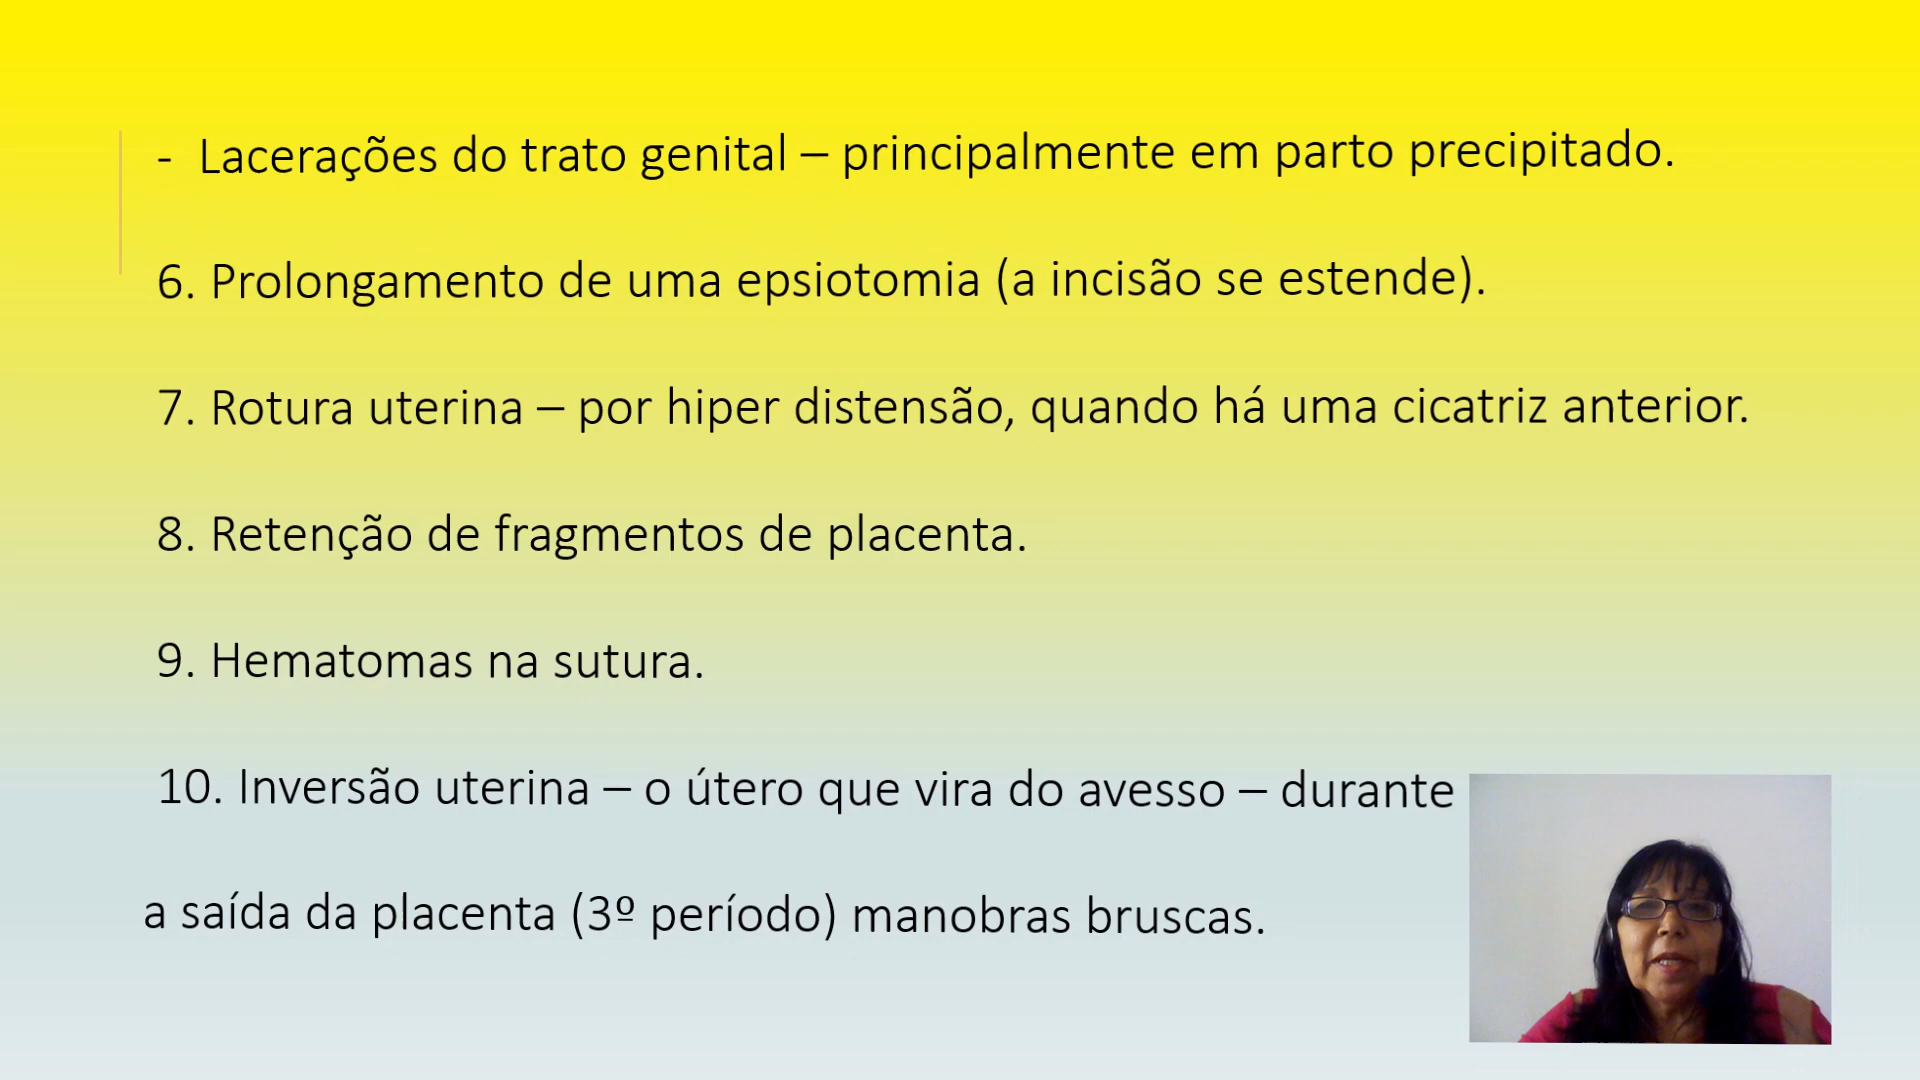 - Lacerações do trato genital – principalmente em parto precipitado.
6. Prolongamento de uma epsiotomia (a incisão se estende).
7. Rotura uterina – por hiper distensão, quando há uma cicatriz anterior.
8. Retenção de fragmentos de placenta.
9. Hematomas na sutura.
10. Inversão uterina – o útero que vira do avesso – durante
a saída da placenta (3º período) manobras bruscas.